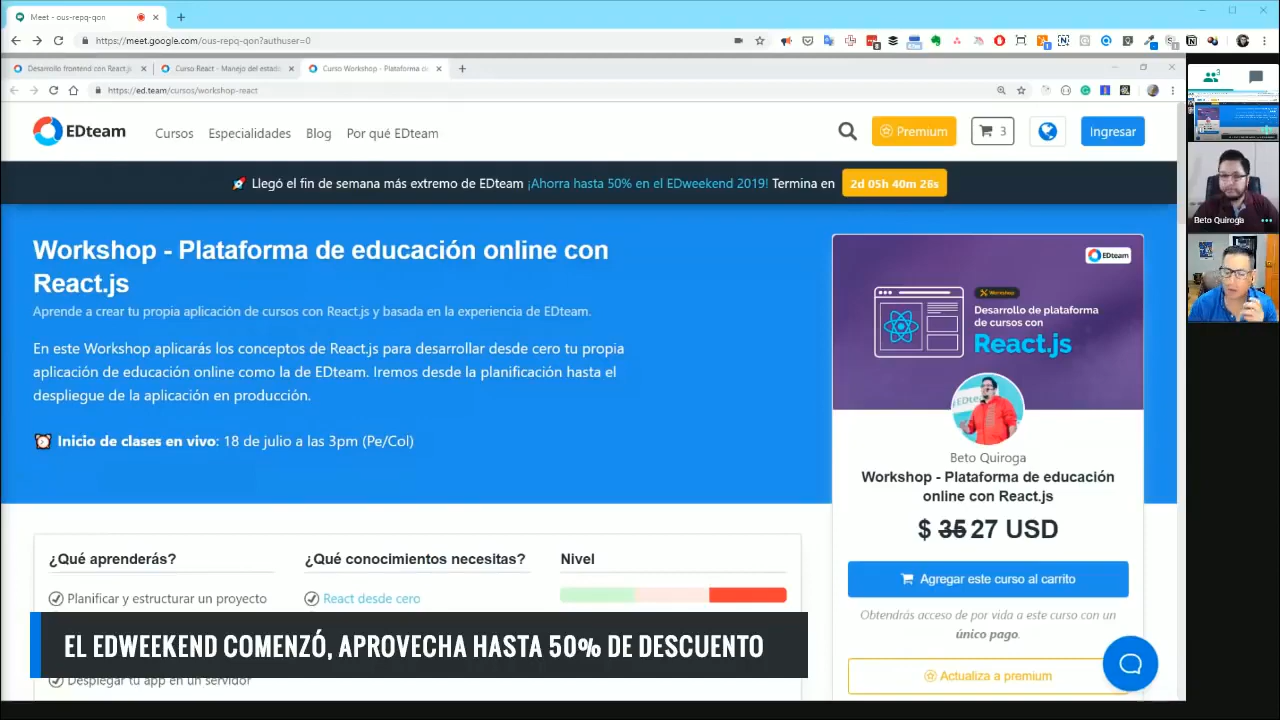 Meet - ous-repq-qon
https://meet.google.com/ous-repq-qon?authuser=0
Desarrollo frontend con React.js
Curso React - Manejo del estado
Curso Workshop - Plataforma de
https://ed.team/cursos/workshop-react
EDteam
Cursos
Especialidades
Blog
Por qué EDteam
Premium
3
Ingresar
Llegó el fin de semana más extremo de EDteam ¡Ahorra hasta 50% en el EDweekend 2019! Termina en
2d 05h 40m 26s
Workshop - Plataforma de educación online con
React.js
Aprende a crear tu propia aplicación de cursos con React.js y basada en la experiencia de EDteam.
En este Workshop aplicarás los conceptos de React.js para desarrollar desde cero tu propia
aplicación de educación online como la de EDteam. Iremos desde la planificación hasta el
despliegue de la aplicación en producción.
Inicio de clases en vivo: 18 de julio a las 3pm (Pe/Col)
EDteam
Workshop
Desarrollo de plataforma
de cursos con
React.js
Beto Quiroga
Workshop - Plataforma de educación
online con React.js
$ 35 27 USD
Agregar este curso al carrito
Obtendrás acceso de por vida a este curso con un
único pago.
Actualiza a premium
¿Qué aprenderás?
Planificar y estructurar un proyecto
Desplegar tu app en un servidor
¿Qué conocimientos necesitas?
React desde cero
Nivel
EL EDWEEKEND COMENZÓ, APROVECHA HASTA 50% DE DESCUENTO
3
Beto Quiroga